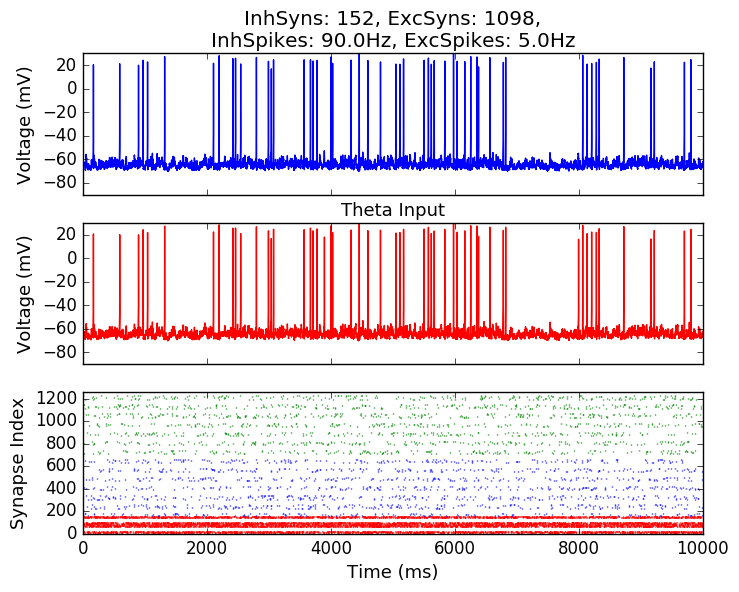 InhSyns: 152, ExcSyns: 1098,
InhSpikes: 90.0Hz, ExcSpikes: 5.0Hz
20
0
−20
−40
−60
−80
Voltage (mV)
Theta Input
20
0
−20
−40
−60
−80
Voltage (mV)
1200
1000
800
600
400
200
0
Synapse Index
0 2000 4000 6000 8000 10000
Time (ms)